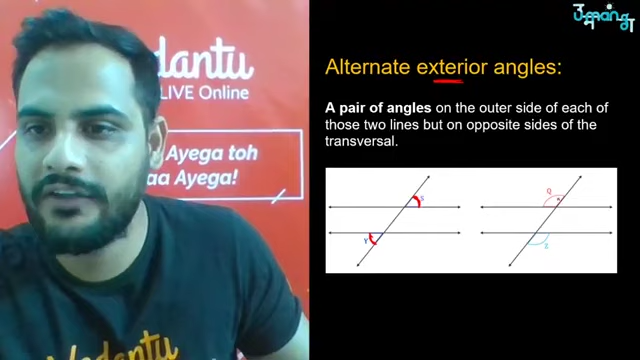 उमंग
Vedantu
LIVE Online
Ayega toh
aa Ayega!
Vedantu
Alternate exterior angles:
A pair of angles on the outer side of each of
those two lines but on opposite sides of the
transversal.
S
Y
Q
Z